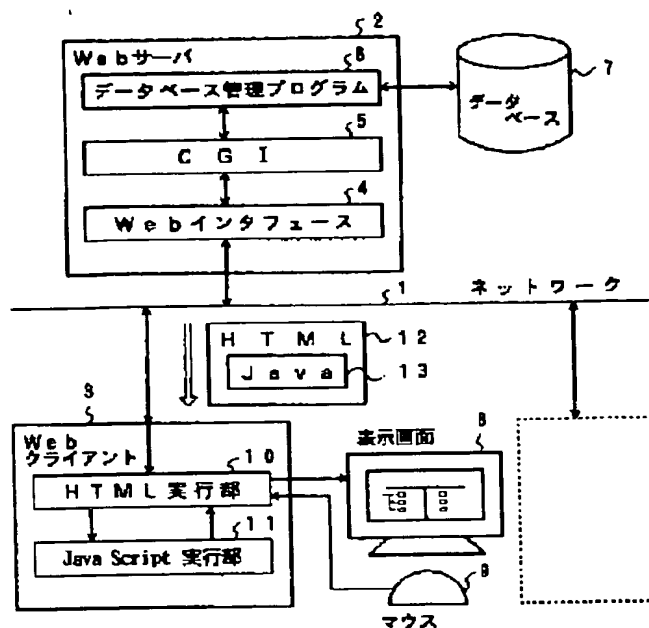 2
Webサーバ
6
データベース管理プログラム
7
データ
ベース
5
CGI
4
Webインタフェース
1
ネットワーク
HTML
12
Java
13
3
Web
クライアント
10
HTML実行部
11
Java Script 実行部
表示画面
8
9
マウス